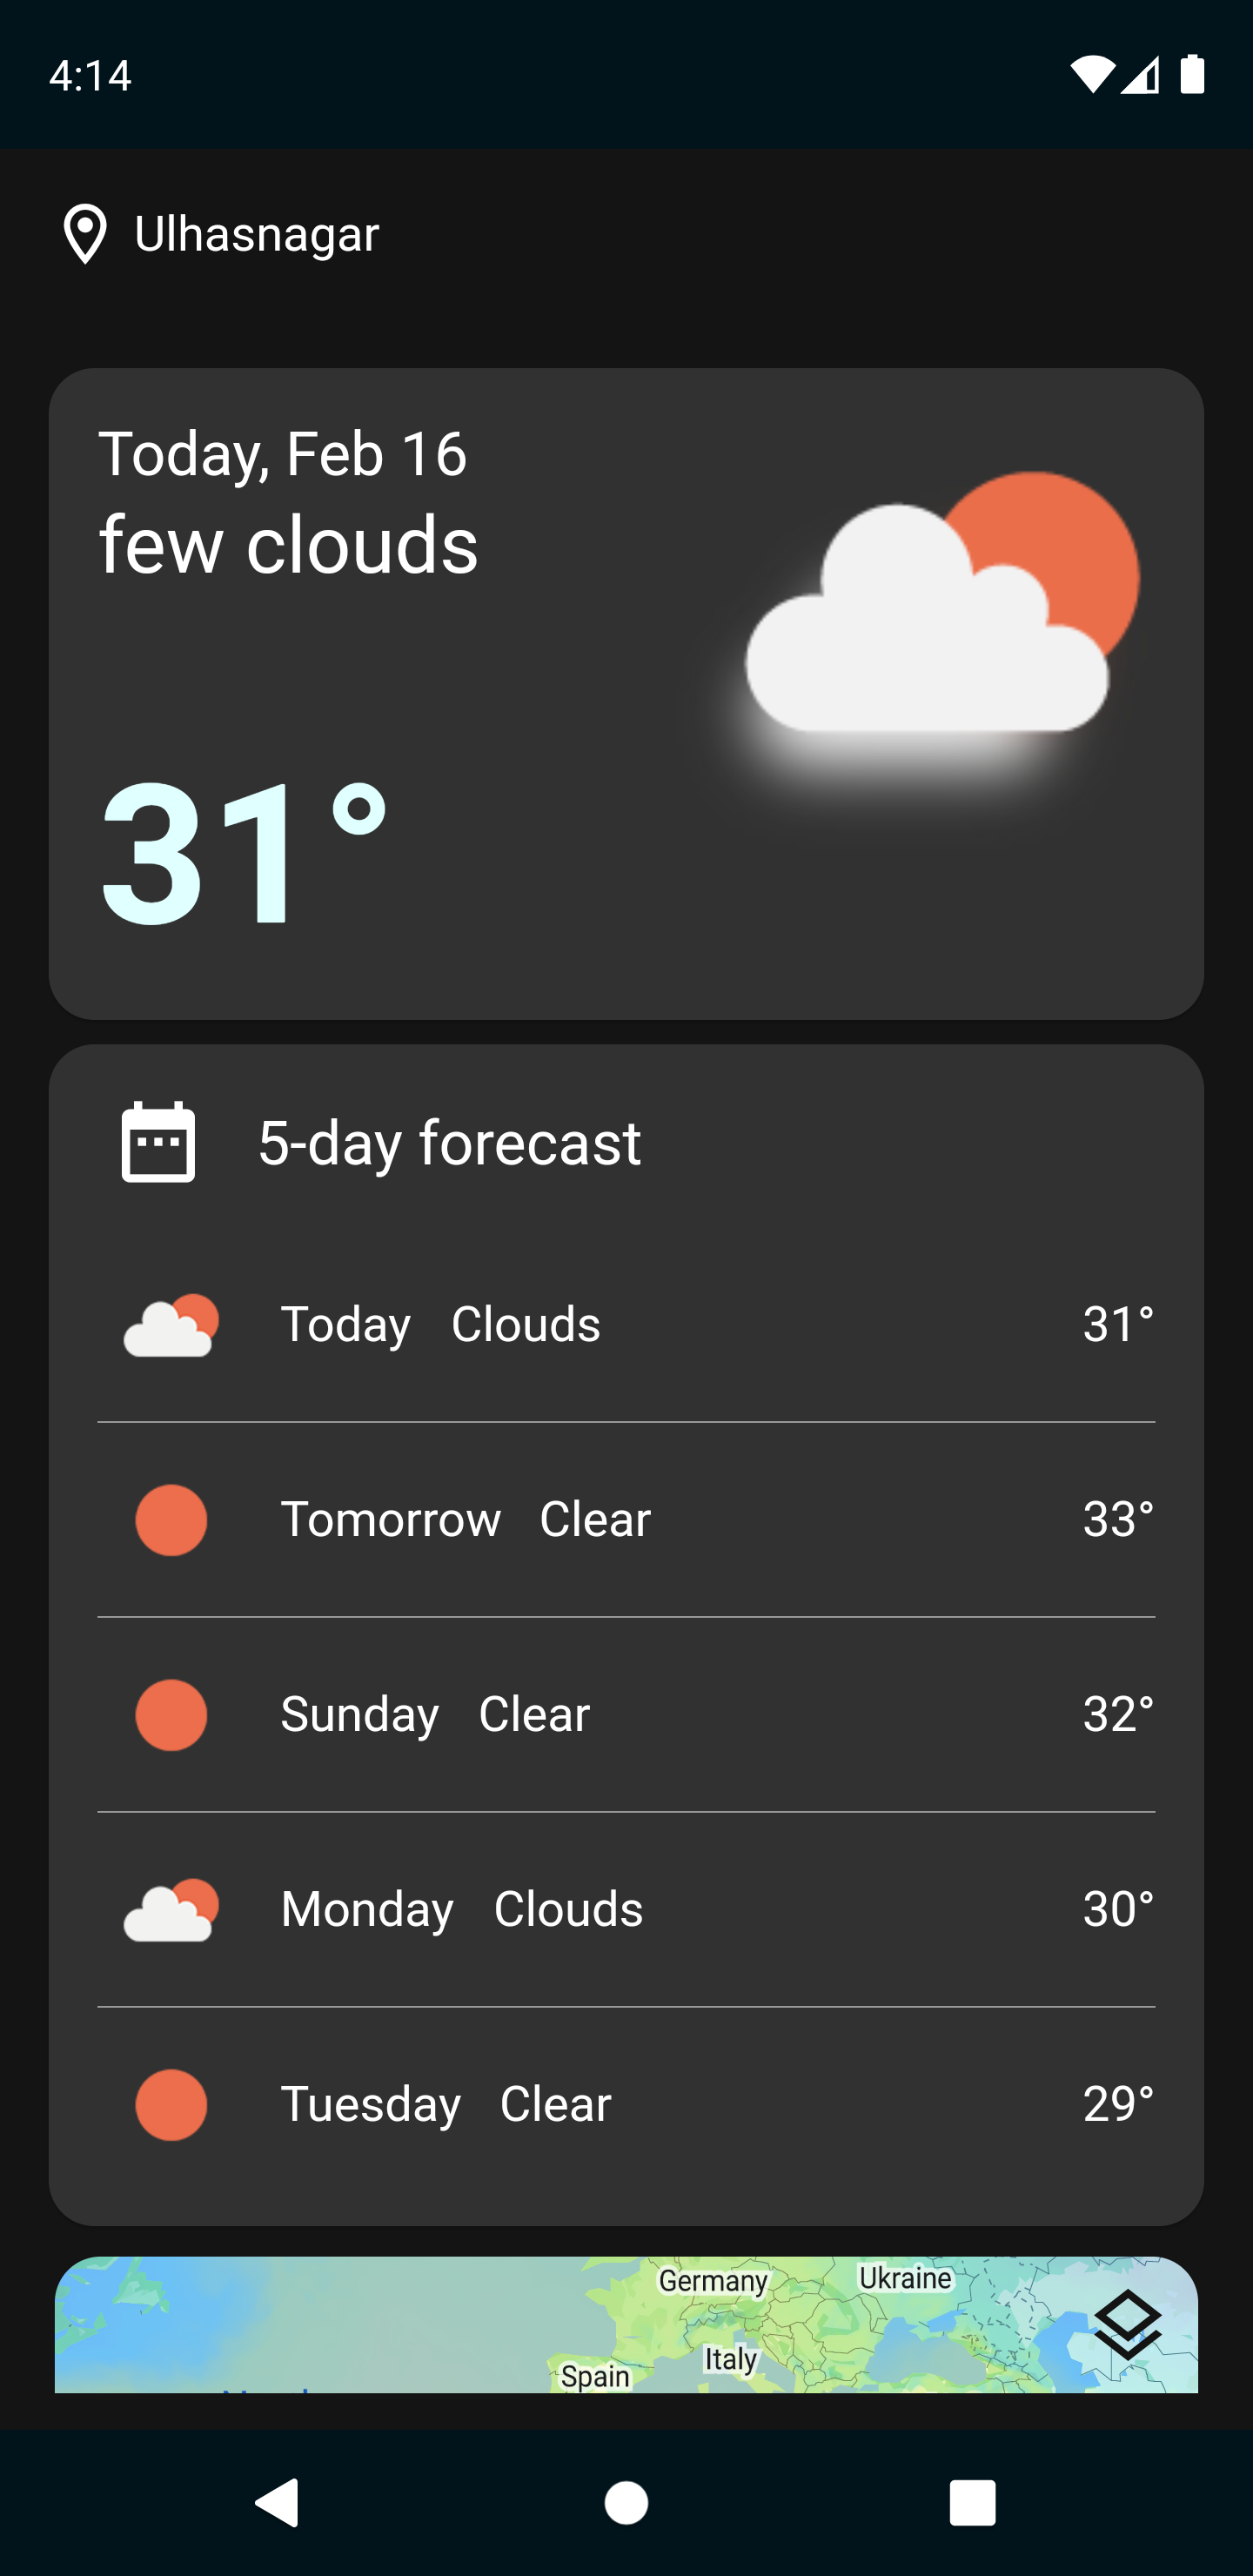 4:14
Ulhasnagar
Today, Feb 16
few clouds
31°
5-day forecast
Today Clouds 31°
Tomorrow Clear 33°
Sunday Clear 32°
Monday Clouds 30°
Tuesday Clear 29°
Germany Ukraine
Italy
Spain